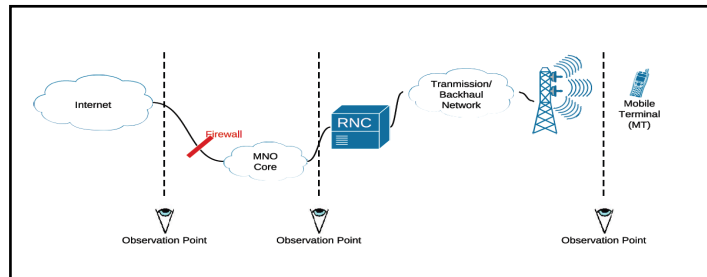 Internet
Firewall
MNO
Core
RNC
Tranmission/
Backhaul
Network
Mobile
Terminal
(MT)
Observation Point
Observation Point
Observation Point